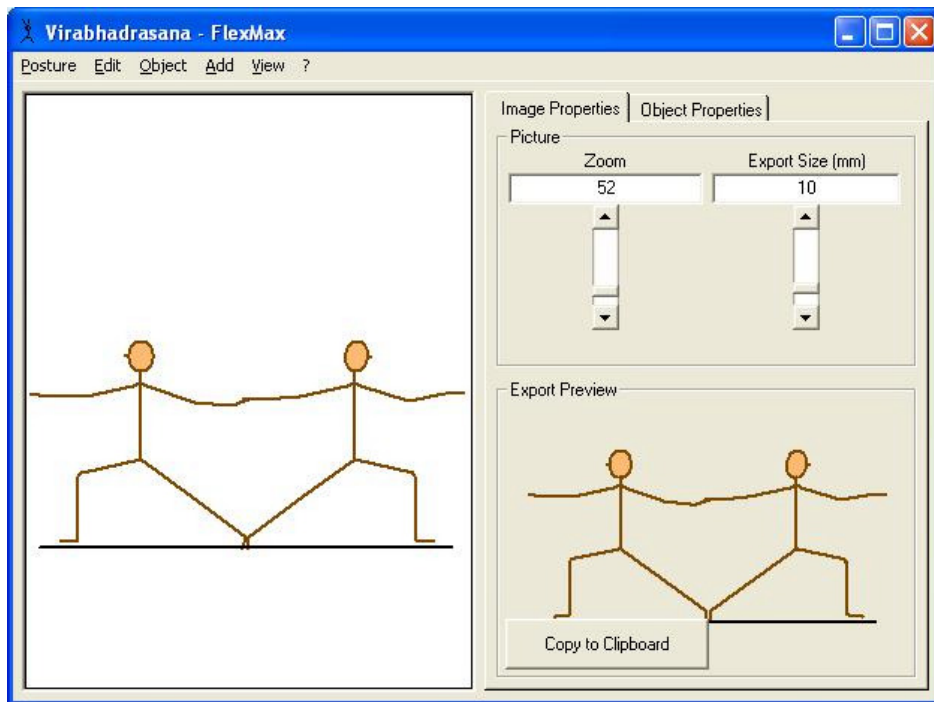 Virabhadrasana - FlexMax
Posture Edit Object Add View ?
Image Properties Object Properties
Picture
Zoom Export Size (mm)
52 10
Export Preview
Copy to Clipboard